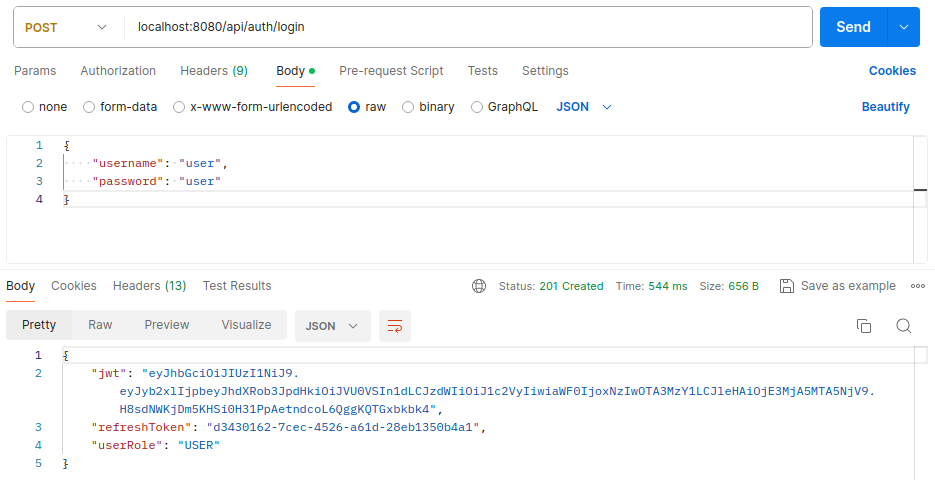 POST localhost:8080/api/auth/login Send
Params Authorization Headers (9) Body Pre-request Script Tests Settings Cookies
none form-data x-www-form-urlencoded raw binary GraphQL JSON Beautify
1 {
2 "username": "user",
3 "password": "user"
4 }
Body Cookies Headers (13) Test Results Status: 201 Created Time: 544 ms Size: 656 B Save as example
Pretty Raw Preview Visualize JSON
1 {
2 "jwt": "eyJhbGciOiJIUzI1NiJ9.
eyJyb2xlIjpbeyJhdXRob3JpdHkiOiJVU0VSIn1dLCJzdWIiOiJ1c2VyIiwiaWF0IjoxNzIwOTA3MzY1LCJleHAiOjE3MjA5MTA5NjV9.
H8sdNWKjDm5KHSi0H31PpAetndcoL6QggKQTGxbkbk4",
3 "refreshToken": "d3430162-7cec-4526-a61d-28eb1350b4a1",
4 "userRole": "USER"
5 }